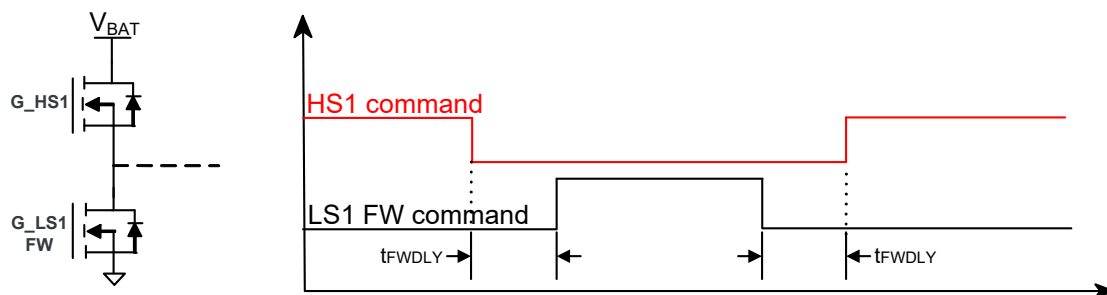 VBAT
G_HS1
G_LS1
FW
HS1 command
LS1 FW command
tFWDLY
tFWDLY